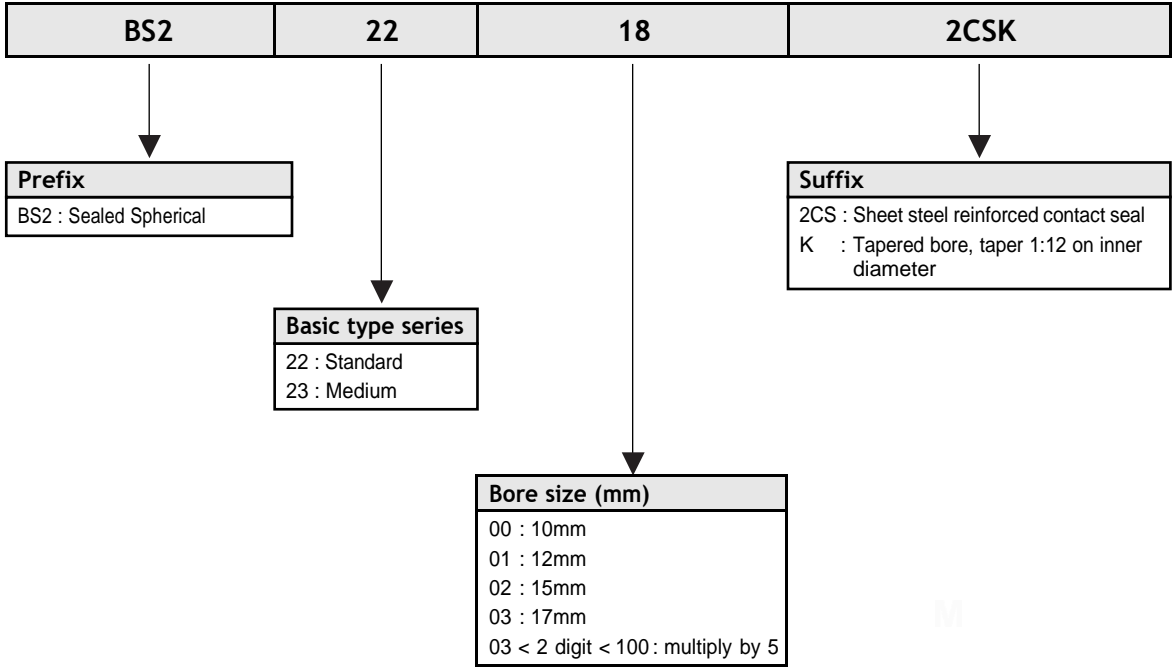 BS2 22 18 2CSK
Prefix
BS2 : Sealed Spherical
Suffix
2CS : Sheet steel reinforced contact seal
K : Tapered bore, taper 1:12 on inner
diameter
Basic type series
22 : Standard
23 : Medium
Bore size (mm)
00 : 10mm
01 : 12mm
02 : 15mm
03 : 17mm
03 < 2 digit < 100 : multiply by 5
M